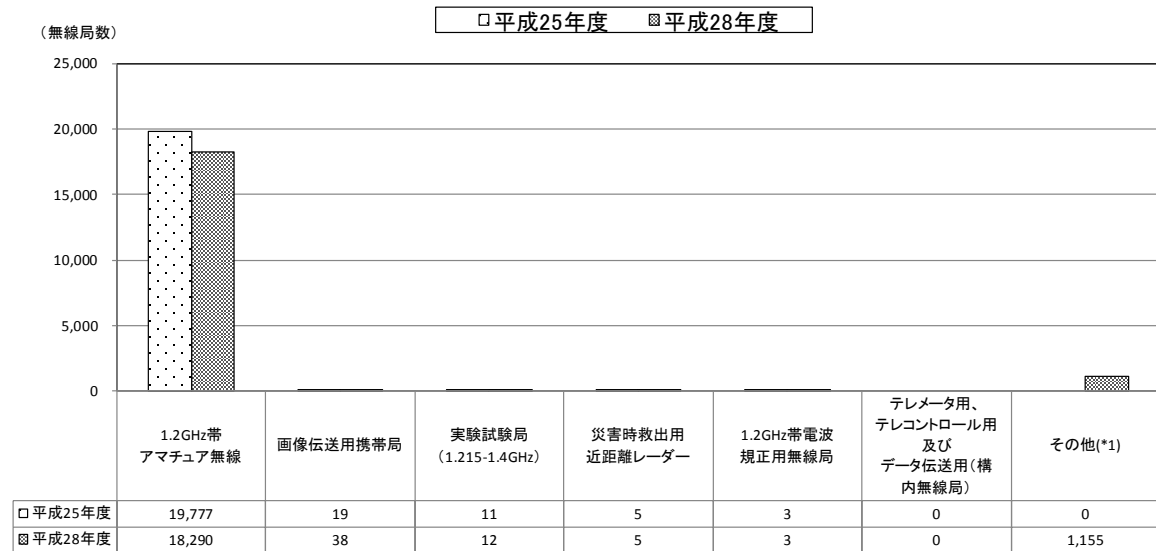 □平成25年度 ▩平成28年度
（無線局数）
25,000
20,000
15,000
10,000
5,000
0
1.2GHz帯
アマチュア無線
画像伝送用携帯局
実験試験局
（1.215-1.4GHz）
災害時救出用
近距離レーダー
1.2GHz帯電波
規正用無線局
テレメータ用、
テレコントロール用
及び
データ伝送用（構
内無線局）
その他(*1)
□平成25年度 19,777 19 11 5 3 0 0
▩平成28年度 18,290 38 12 5 3 0 1,155